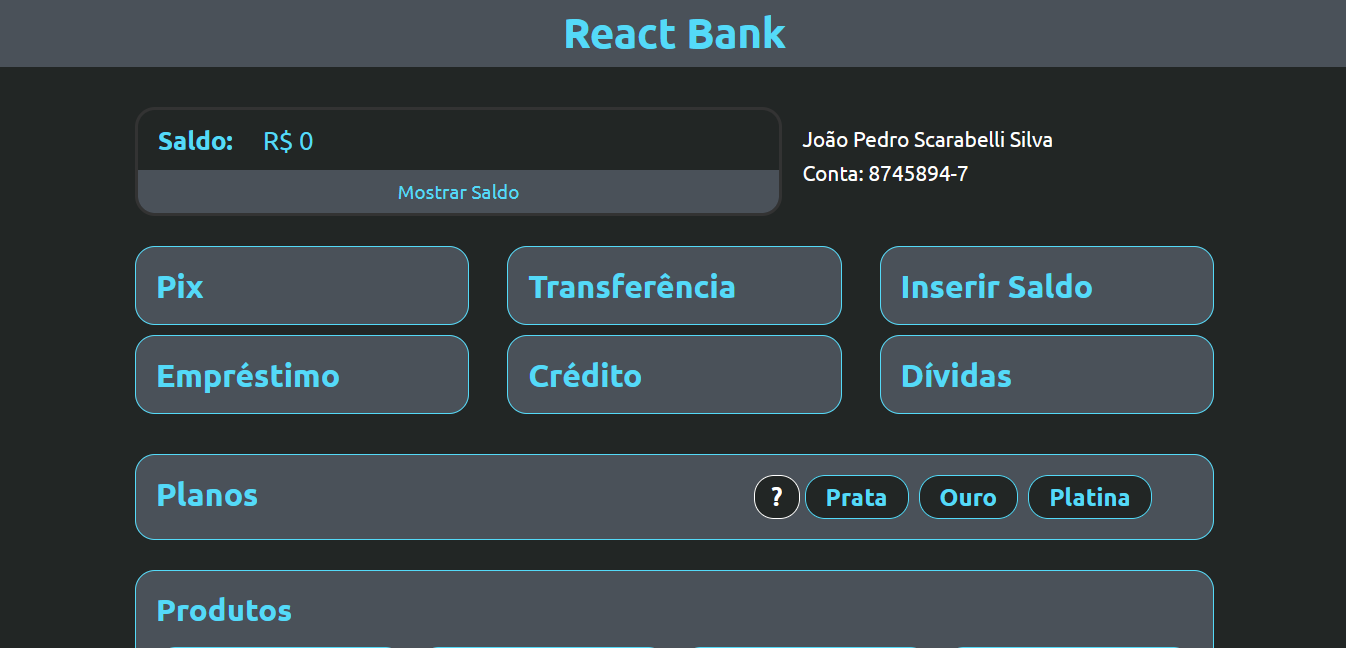 React Bank
Saldo: R$ 0
Mostrar Saldo
João Pedro Scarabelli Silva
Conta: 8745894-7
Pix
Transferência
Inserir Saldo
Empréstimo
Crédito
Dívidas
Planos
?
Prata
Ouro
Platina
Produtos